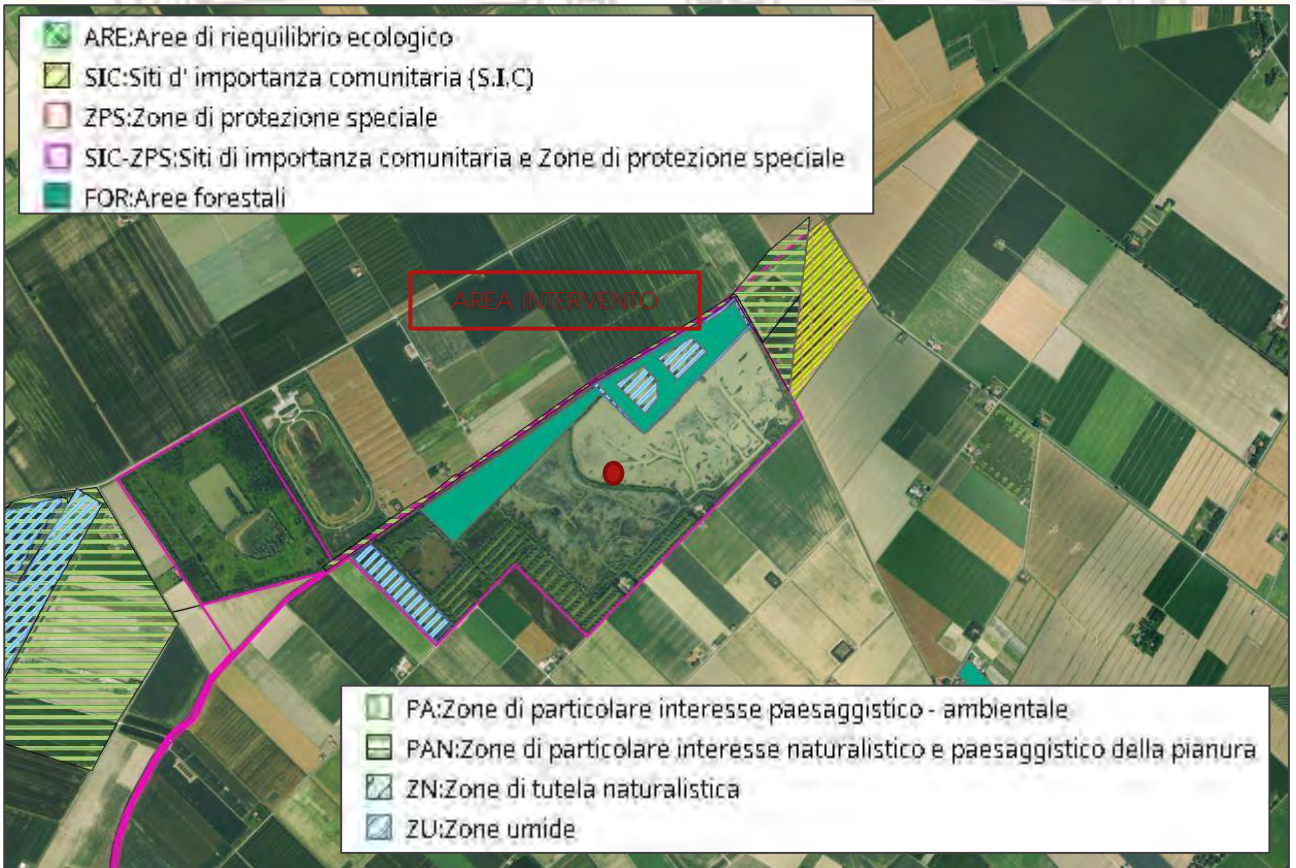 ARE:Aree di riequilibrio ecologico
SIC:Siti d' importanza comunitaria (S.I.C)
ZPS:Zone di protezione speciale
SIC-ZPS:Siti di importanza comunitaria e Zone di protezione speciale
FOR:Aree forestali
AREA INTERVENTO
PA:Zone di particolare interesse paesaggistico - ambientale
PAN:Zone di particolare interesse naturalistico e paesaggistico della pianura
ZN:Zone di tutela naturalistica
ZU:Zone umide